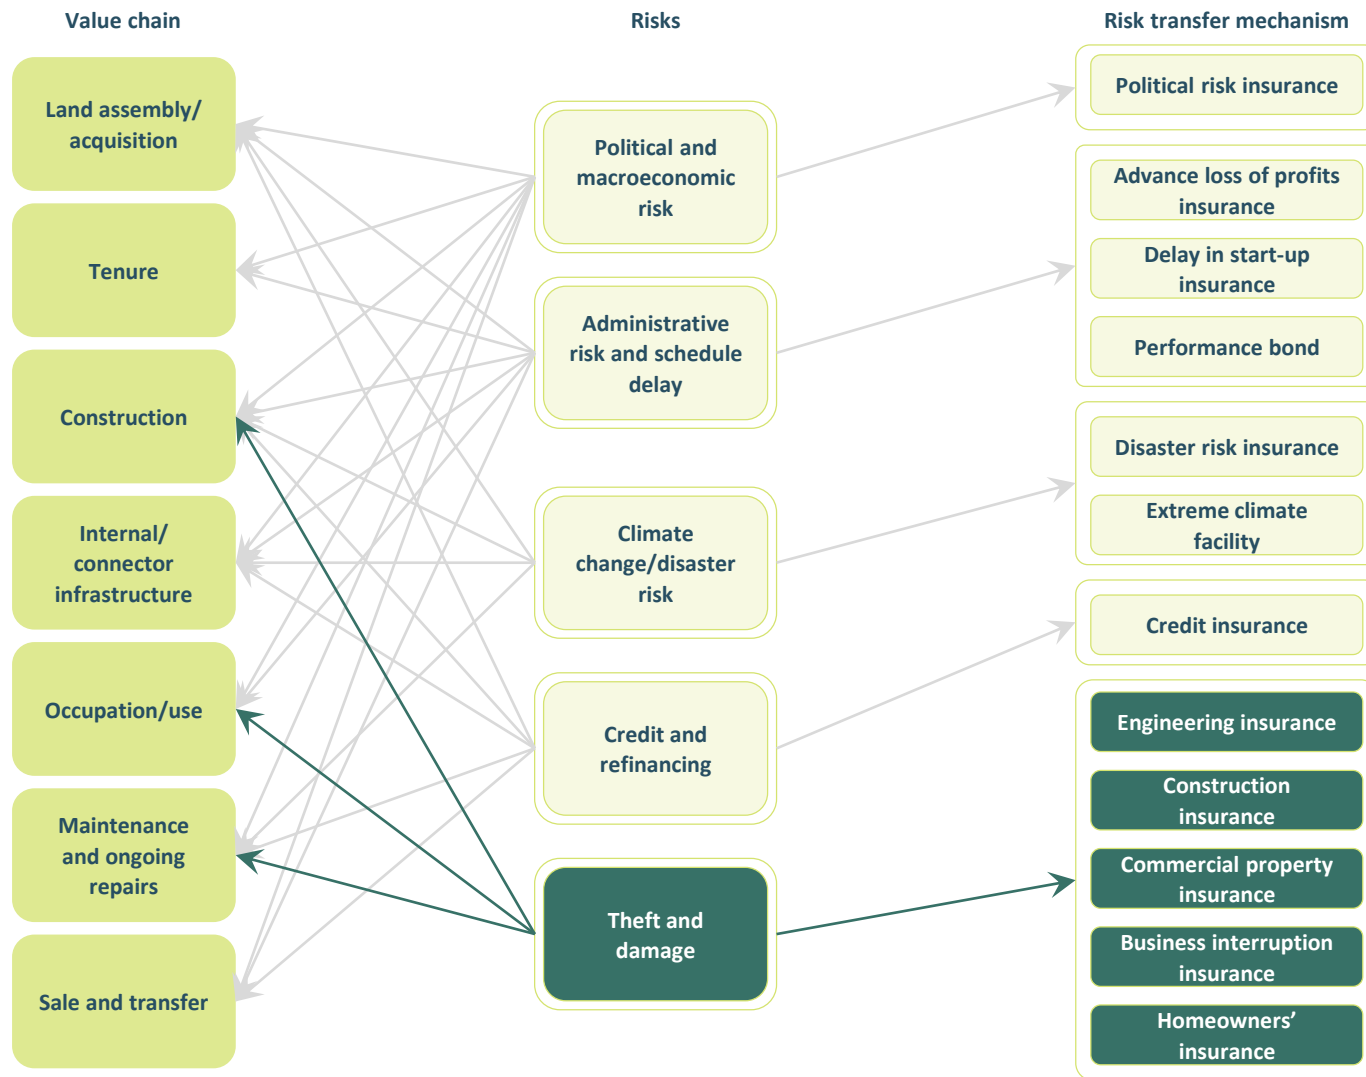 Value chain
Land assembly/
acquisition
Tenure
Construction
Internal/
connector
infrastructure
Occupation/use
Maintenance
and ongoing
repairs
Sale and transfer
Risks
Political and
macroeconomic
risk
Administrative
risk and schedule
delay
Climate
change/disaster
risk
Credit and
refinancing
Theft and
damage
Risk transfer mechanism
Political risk insurance
Advance loss of profits
insurance
Delay in start-up
insurance
Performance bond
Disaster risk insurance
Extreme climate
facility
Credit insurance
Engineering insurance
Construction
insurance
Commercial property
insurance
Business interruption
insurance
Homeowners’
insurance